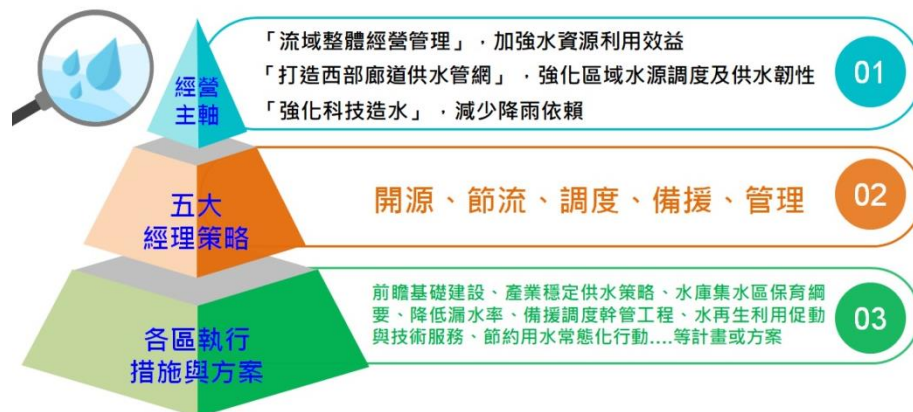 「流域整體經營管理」，加強水資源利用效益
「打造西部廊道供水管網」，強化區域水源調度及供水韌性
「強化科技造水」，減少降雨依賴
01
經營
主軸
五大
經理策略
開源、節流、調度、備援、管理
02
各區執行
措施與方案
前瞻基礎建設、產業穩定供水策略、水庫集水區保育綱
要、降低漏水率、備援調度幹管工程、水再生利用促動
與技術服務、節約用水常態化行動....等計畫或方案
03